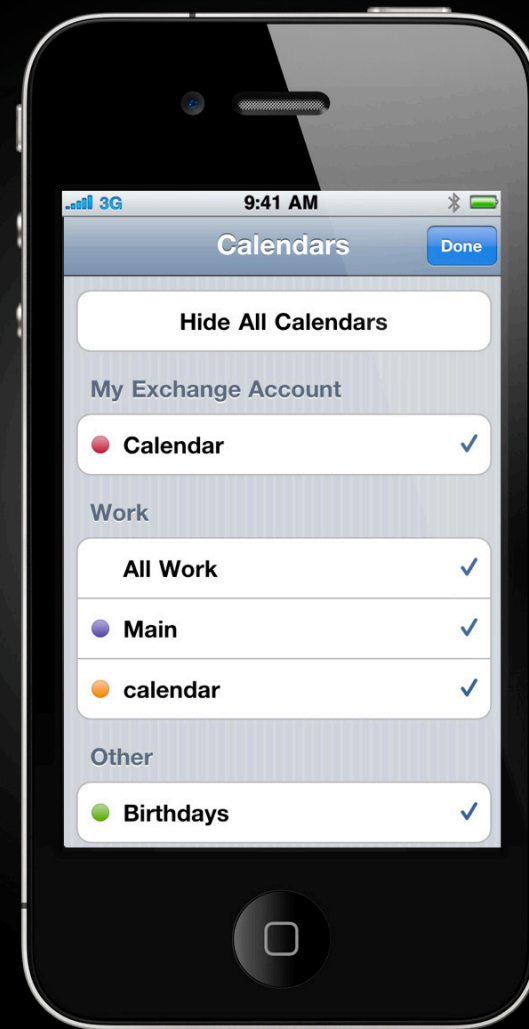 3G
9:41 AM
Calendars
Done
Hide All Calendars
My Exchange Account
Calendar
Work
All Work
Main
calendar
Other
Birthdays